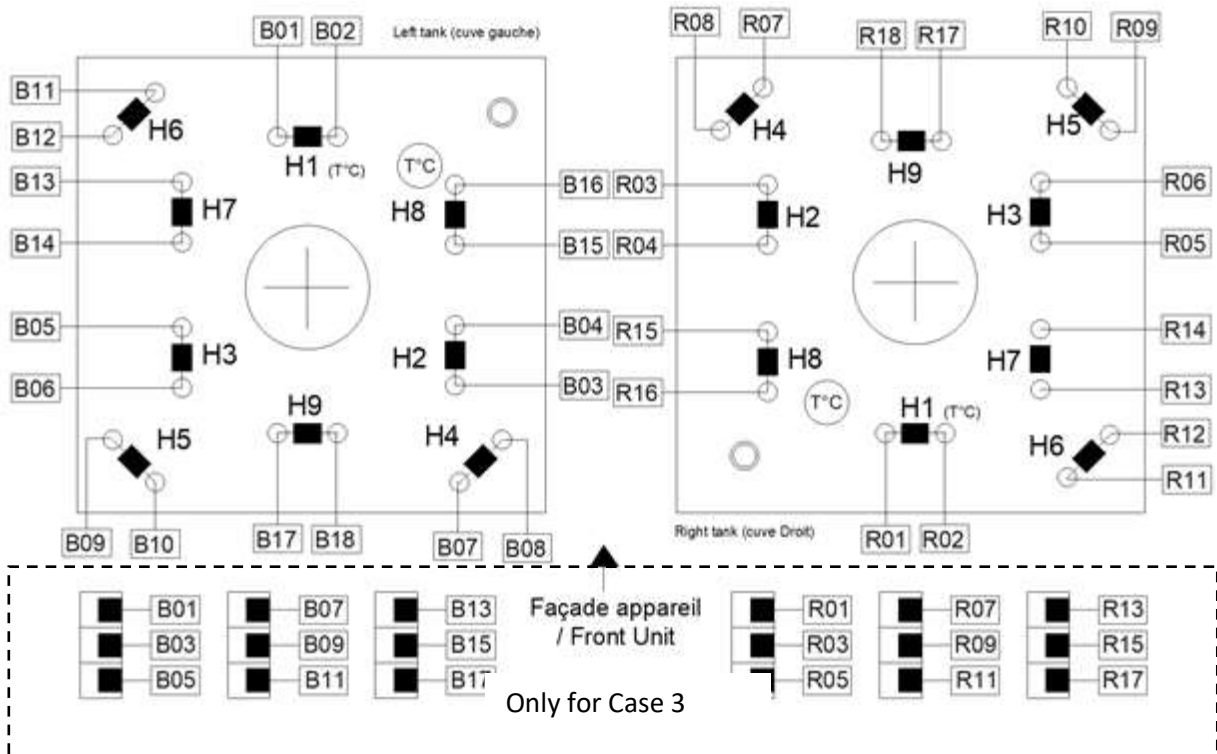 B01 B02 Left tank (cuve gauche) R08 R07 R18 R17 R10 R09
B11
H6 H4 H5
B12
H1 (T°C) T°C H9
B13 B16 R03 R06
H7 H8 H2 H3
B14 B15 R04 R05
B05 B04 R15 R14
H3 H2 H8 H7
B06 B03 R16 R13
T°C
H9 H1 (T°C)
H5 H4 H6 R12
R11
B09 B10 B17 B18 B07 B08 Right tank (cuve Droit) R01 R02
B01 B07 B13 Façade appareil R01 R07 R13
B03 B09 B15 / Front Unit R03 R09 R15
B05 B11 B17 R05 R11 R17
Only for Case 3